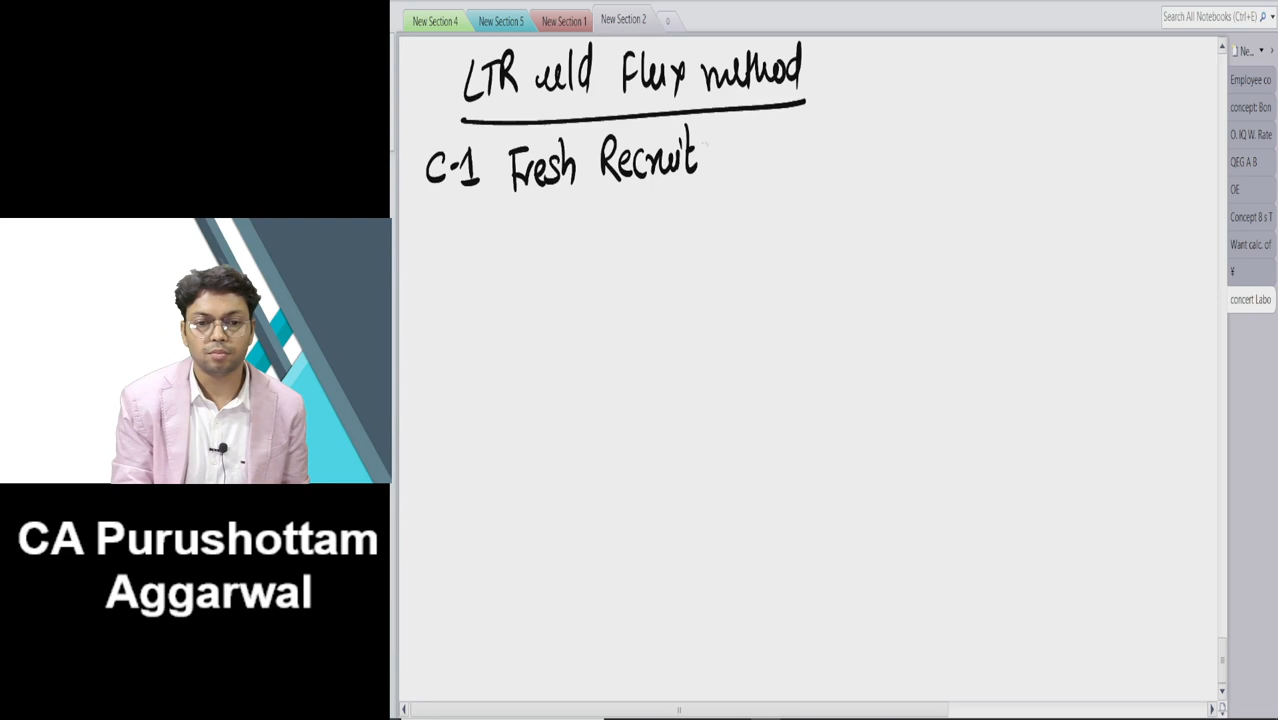 New Section 4
New Section 5
New Section 1
New Section 2
Search All Notebooks (Ctrl+E)
Ne...
LTR Flux method
C-1 Fresh Recruit
Employee co
concept: Bon
O. IQ W. Rate
QEG A B
OE
Concept 8 s T
Want calc. of
¥
concert Labo
CA Purushottam
Aggarwal